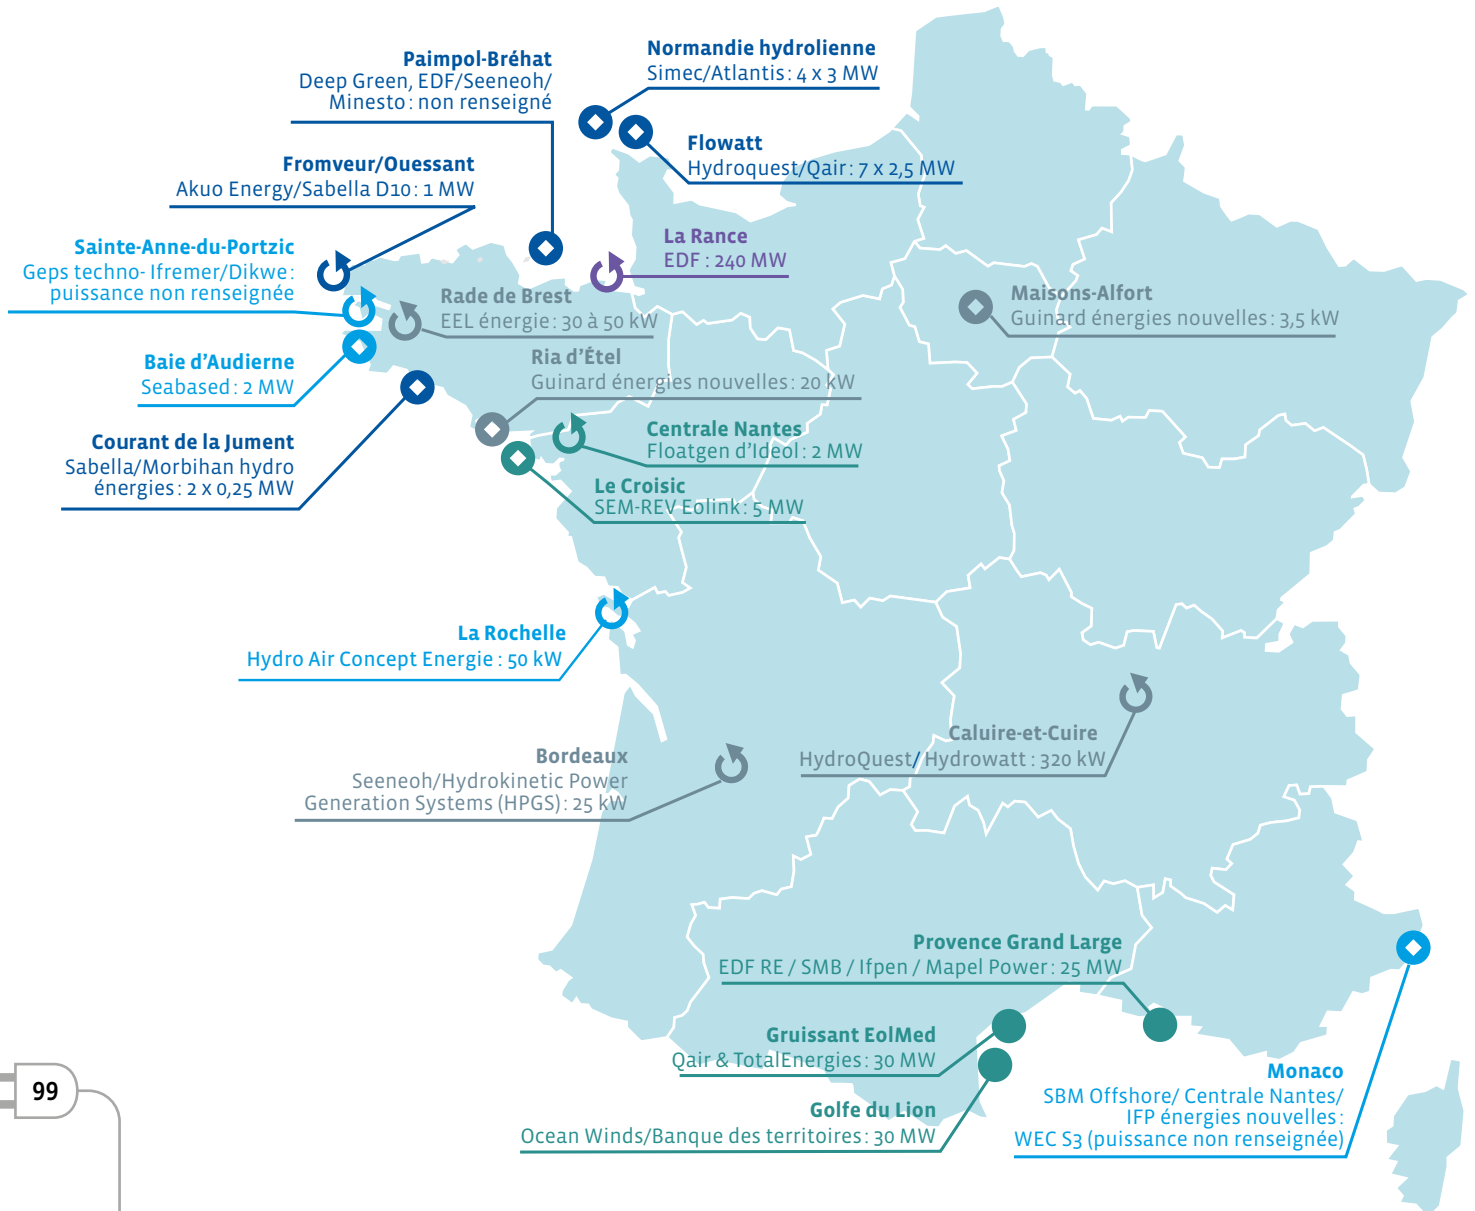 Paimpol-Bréhat
Deep Green, EDF/Seeneoh/
Minesto : non renseigné
Normandie hydrolienne
Simec/Atlantis : 4 x 3 MW
Flowatt
Hydroquest/Qair : 7 x 2,5 MW
Fromveur/Ouessant
Akuo Energy/Sabella D10 : 1 MW
Sainte-Anne-du-Portzic
Geps techno- Ifremer/Dikwe :
puissance non renseignée
La Rance
EDF : 240 MW
Rade de Brest
EEL énergie : 30 à 50 kW
Maisons-Alfort
Guinard énergies nouvelles : 3,5 kW
Baie d'Audierne
Seabased : 2 MW
Ria d'Étel
Guinard énergies nouvelles : 20 kW
Courant de la Jument
Sabella/Morbihan hydro
énergies : 2 x 0,25 MW
Centrale Nantes
Floatgen d'Ideol : 2 MW
Le Croisic
SEM-REV Eolink : 5 MW
La Rochelle
Hydro Air Concept Energie : 50 kW
Caluire-et-Cuire
HydroQuest/ Hydrowatt : 320 kW
Bordeaux
Seeneoh/Hydrokinetic Power
Generation Systems (HPGS) : 25 kW
Provence Grand Large
EDF RE / SMB / Ifpen / Mapel Power : 25 MW
Gruissant EolMed
Qair & TotalEnergies : 30 MW
Golfe du Lion
Ocean Winds/Banque des territoires : 30 MW
Monaco
SBM Offshore/ Centrale Nantes/
IFP énergies nouvelles :
WEC S3 (puissance non renseignée)
99